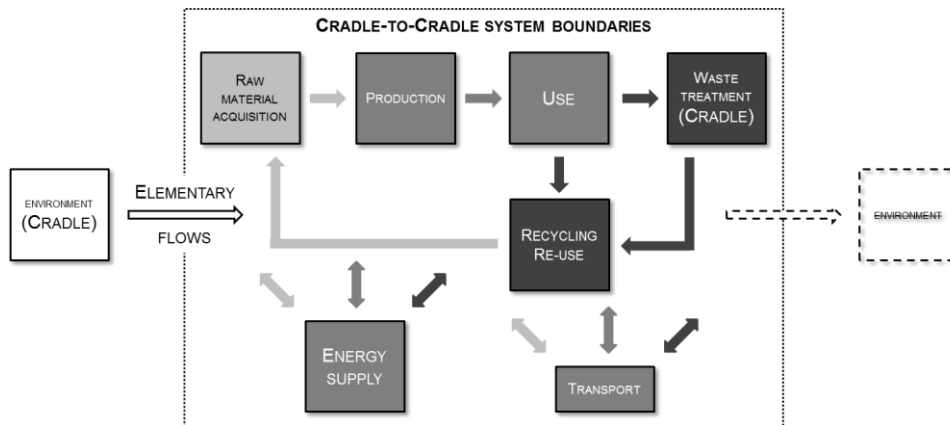 CRADLE-TO-CRADLE SYSTEM BOUNDARIES
RAW
MATERIAL
ACQUISITION
PRODUCTION
USE
WASTE
TREATMENT
(CRADLE)
ENVIRONMENT
(CRADLE)
ELEMENTARY
FLOWS
RECYCLING
RE-USE
ENVIRONMENT
ENERGY
SUPPLY
TRANSPORT